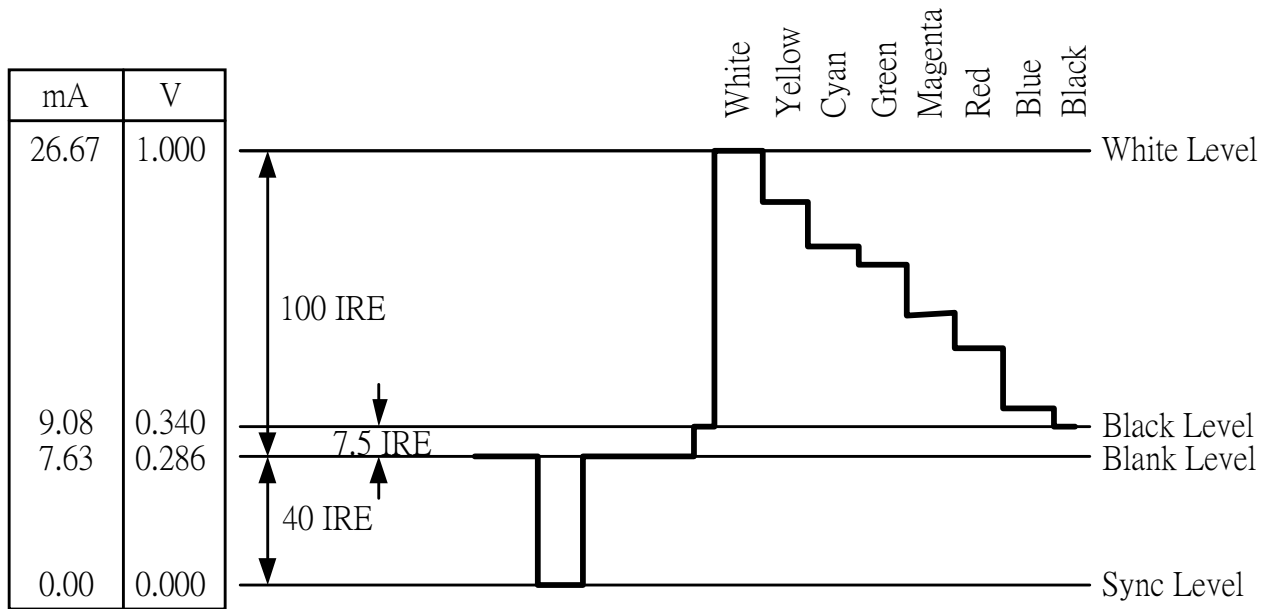 White
Yellow
Cyan
Green
Magenta
Red
Blue
Black
mA V
26.67 1.000 White Level
100 IRE
9.08 0.340 Black Level
7.5 IRE
7.63 0.286 Blank Level
40 IRE
0.00 0.000 Sync Level